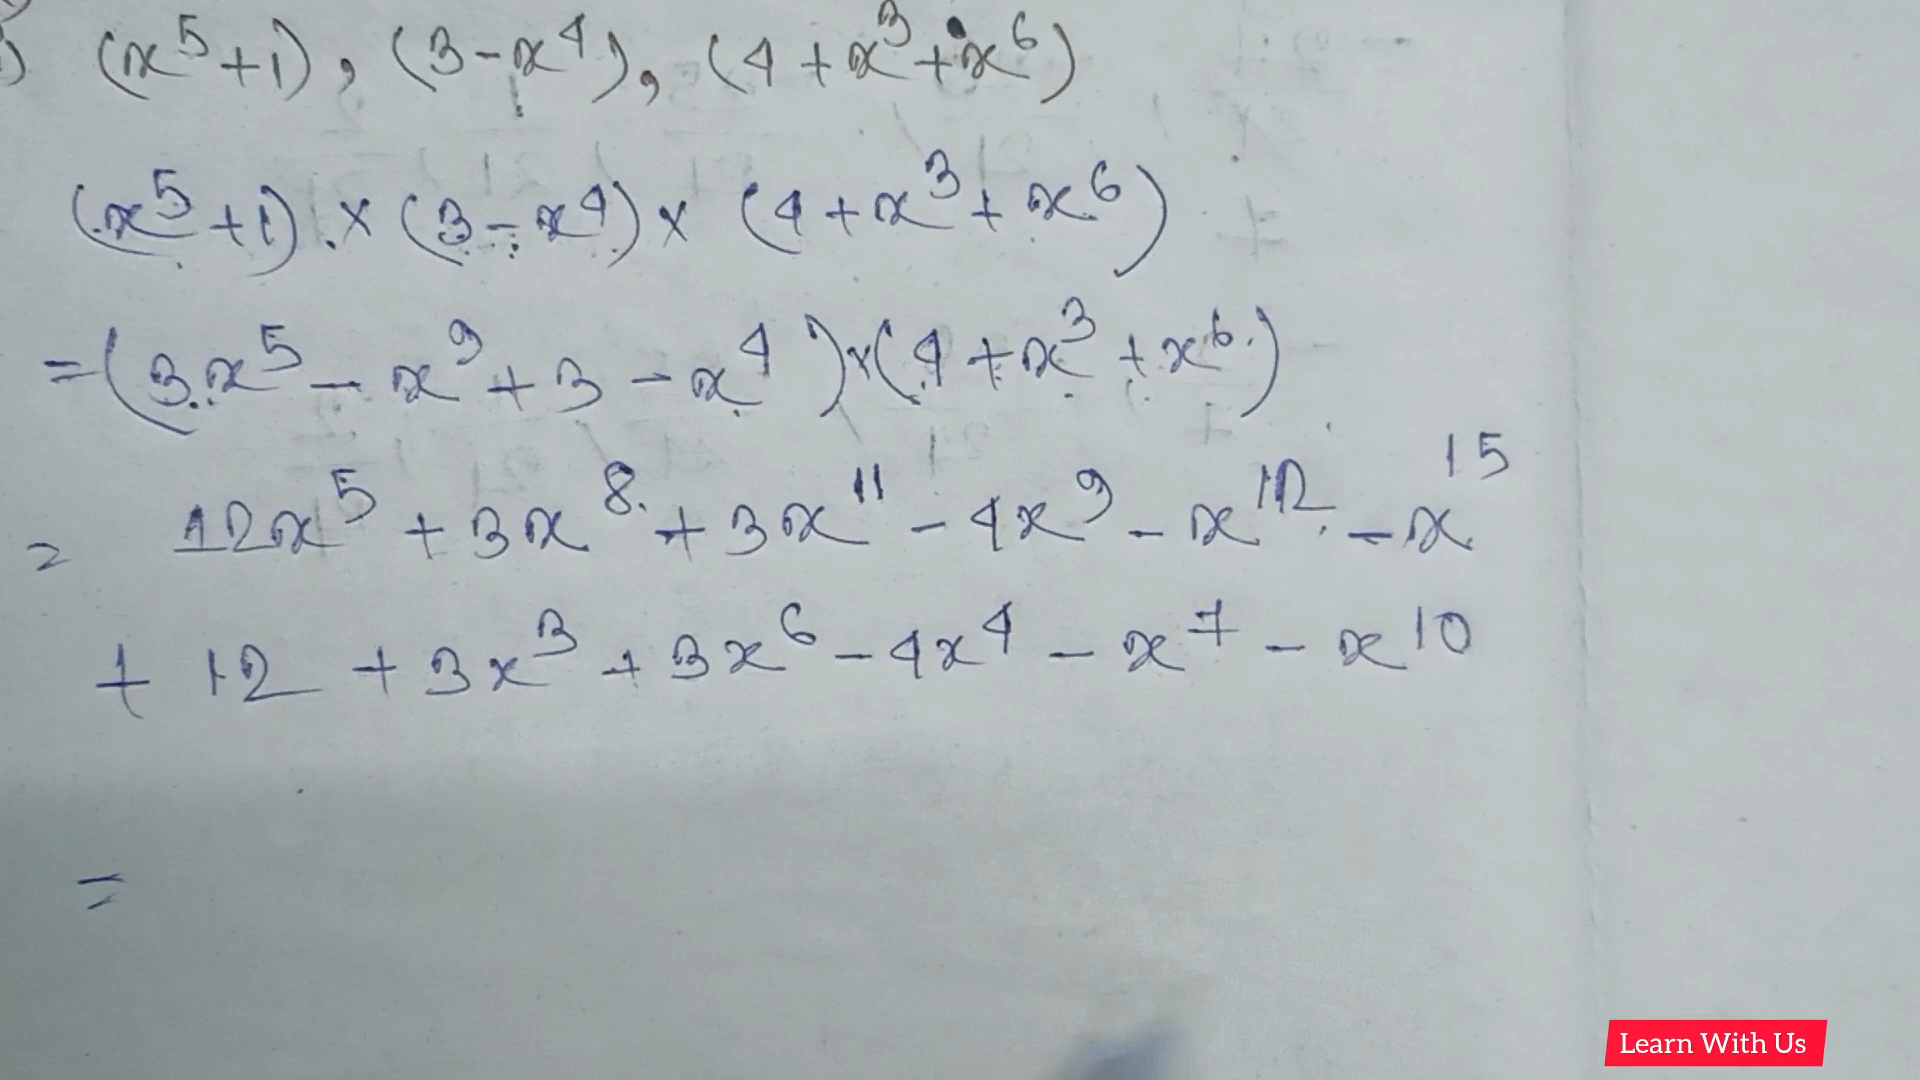 (x⁵+1), (3-x⁴), (4+x³+x⁶)
(x⁵+1) × (3-x⁴) × (4+x³+x⁶)
=(3x⁵ - x⁹ + 3 - x⁴)×(4+x³+x⁶)
= 12x⁵ + 3x⁸ + 3x¹¹ - 4x⁹ - x¹² - x¹⁵
+ 12 + 3x³ + 3x⁶ - 4x⁴ - x⁷ - x¹⁰
=
Learn With Us